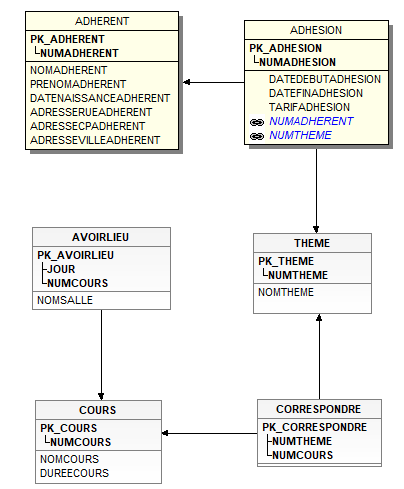 ADHERENT
PK_ADHERENT
NUMADHERENT
NOMADHERENT
PRENOMADHERENT
DATENAISSANCEADHERENT
ADRESSERUEADHERENT
ADRESSECPADHERENT
ADRESSEVILLEADHERENT
ADHESION
PK_ADHESION
NUMADHESION
DATEDEBUTADHESION
DATEFINADHESION
TARIFADHESION
NUMADHERENT
NUMTHEME
AVOIRLIEU
PK_AVOIRLIEU
JOUR
NUMCOURS
NOMSALLE
THEME
PK_THEME
NUMTHEME
NOMTHEME
COURS
PK_COURS
NUMCOURS
NOMCOURS
DUREECOURS
CORRESPONDRE
PK_CORRESPONDRE
NUMTHEME
NUMCOURS